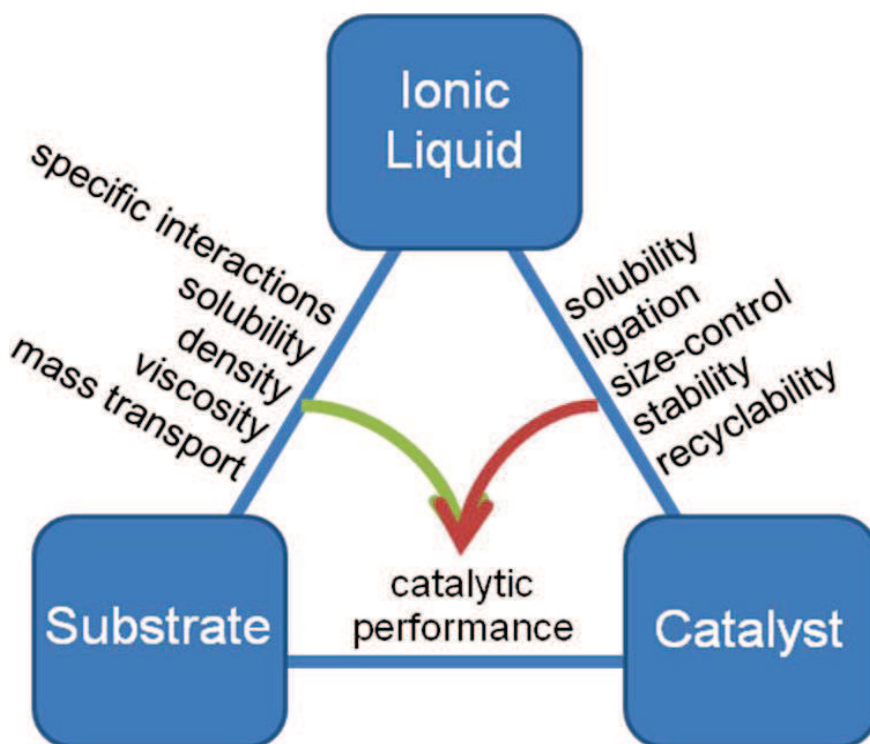 Ionic
Liquid
specific interactions
solubility
density
viscosity
mass transport
solubility
ligation
size-control
stability
recyclability
catalytic
performance
Substrate
Catalyst